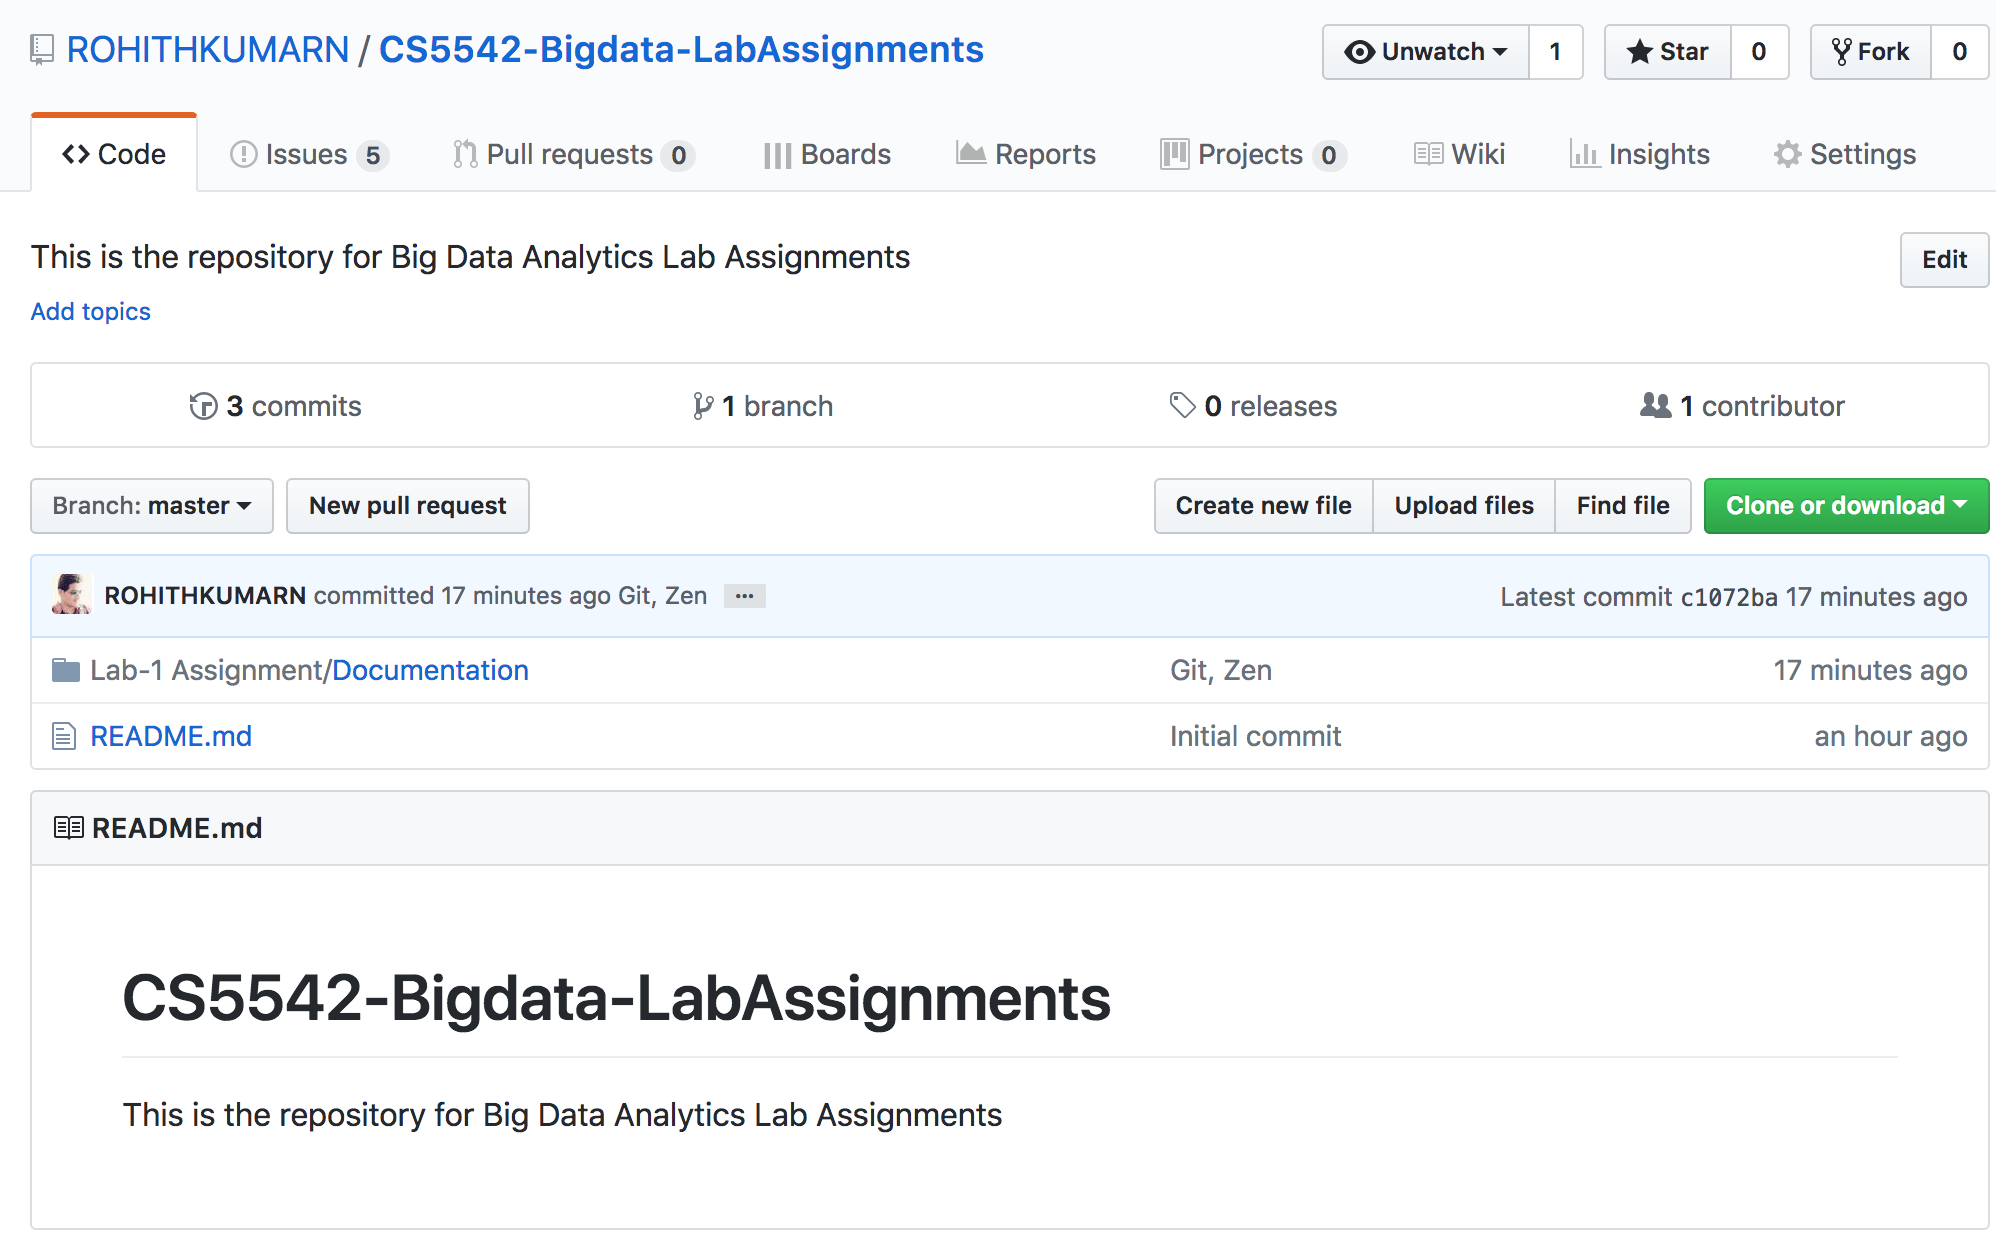 ROHITHKUMARN / CS5542-Bigdata-LabAssignments Unwatch 1 Star 0 Fork 0
Code Issues 5 Pull requests 0 Boards Reports Projects 0 Wiki Insights Settings
This is the repository for Big Data Analytics Lab Assignments Edit
Add topics
3 commits 1 branch 0 releases 1 contributor
Branch: master New pull request Create new file Upload files Find file Clone or download
ROHITHKUMARN committed 17 minutes ago Git, Zen ... Latest commit c1072ba 17 minutes ago
Lab-1 Assignment/Documentation Git, Zen 17 minutes ago
README.md Initial commit an hour ago
README.md
CS5542-Bigdata-LabAssignments
This is the repository for Big Data Analytics Lab Assignments